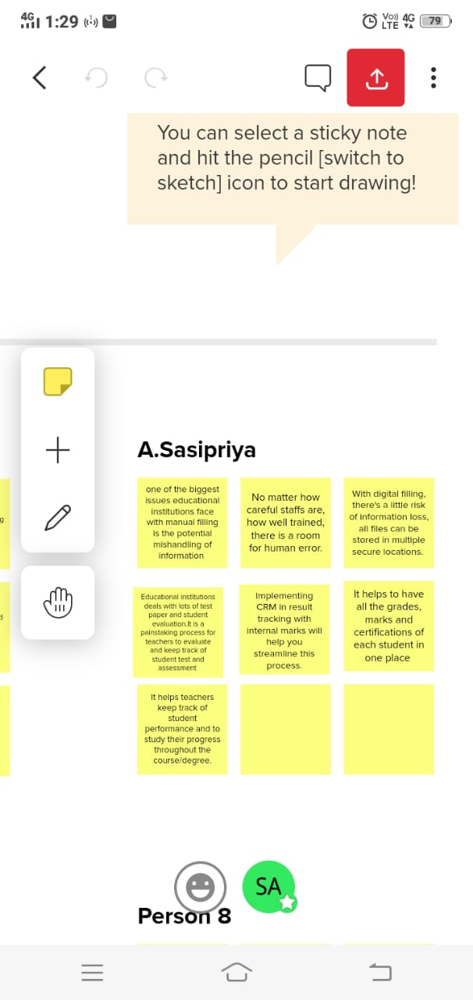 4G 1:29 Vo)) LTE 4G 79
You can select a sticky note
and hit the pencil [switch to
sketch] icon to start drawing!
A.Sasipriya
one of the biggest
issues educational
institutions face
with manual filling
is the potential
mishandling of
information
No matter how
careful staffs are,
how well trained,
there is a room
for human error.
With digital filling,
there's a little risk
of information loss,
all files can be
stored in multiple
secure locations.
Educational institutions
deals with lots of test
paper and student
evaluation.It is a
painstaking process for
teachers to evaluate
and keep track of
student test and
assessment
Implementing
CRM in result
tracking with
internal marks will
help you
streamline this
process.
It helps to have
all the grades,
marks and
certifications of
each student in
one place
It helps teachers
keep track of
student
performance and to
study their progress
throughout the
course/degree.
SA
Person 8